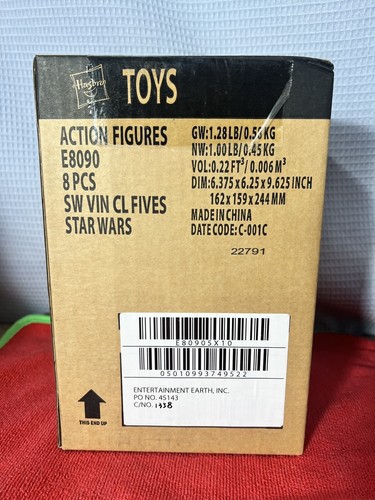 Hasbro
TOYS
ACTION FIGURES
E8090
8 PCS
SW VIN CL FIVES
STAR WARS
GW:1.28 LB/0.58 KG
NW:1.00 LB/0.45 KG
VOL:0.22 FT³/0.006 M³
DIM:6.375 x 6.25 x 9.625 INCH
162 x 159 x 244 MM
MADE IN CHINA
DATE CODE: C-001C
22791
E80905X10
05010993749522
ENTERTAINMENT EARTH, INC.
PO NO. 45143
C/NO. 1338
THIS END UP